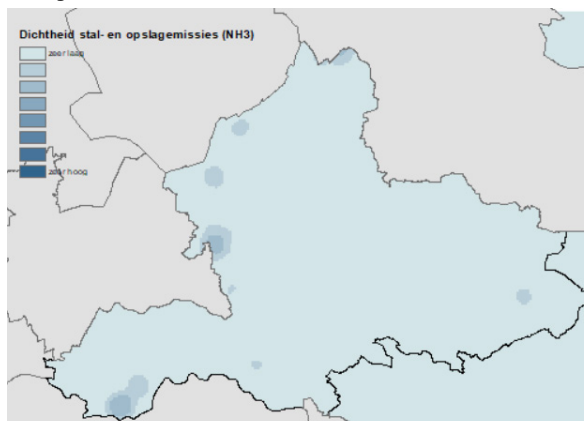 Dichtheid stal- en opslagemissies (NH3)
zeer laag
zeer hoog